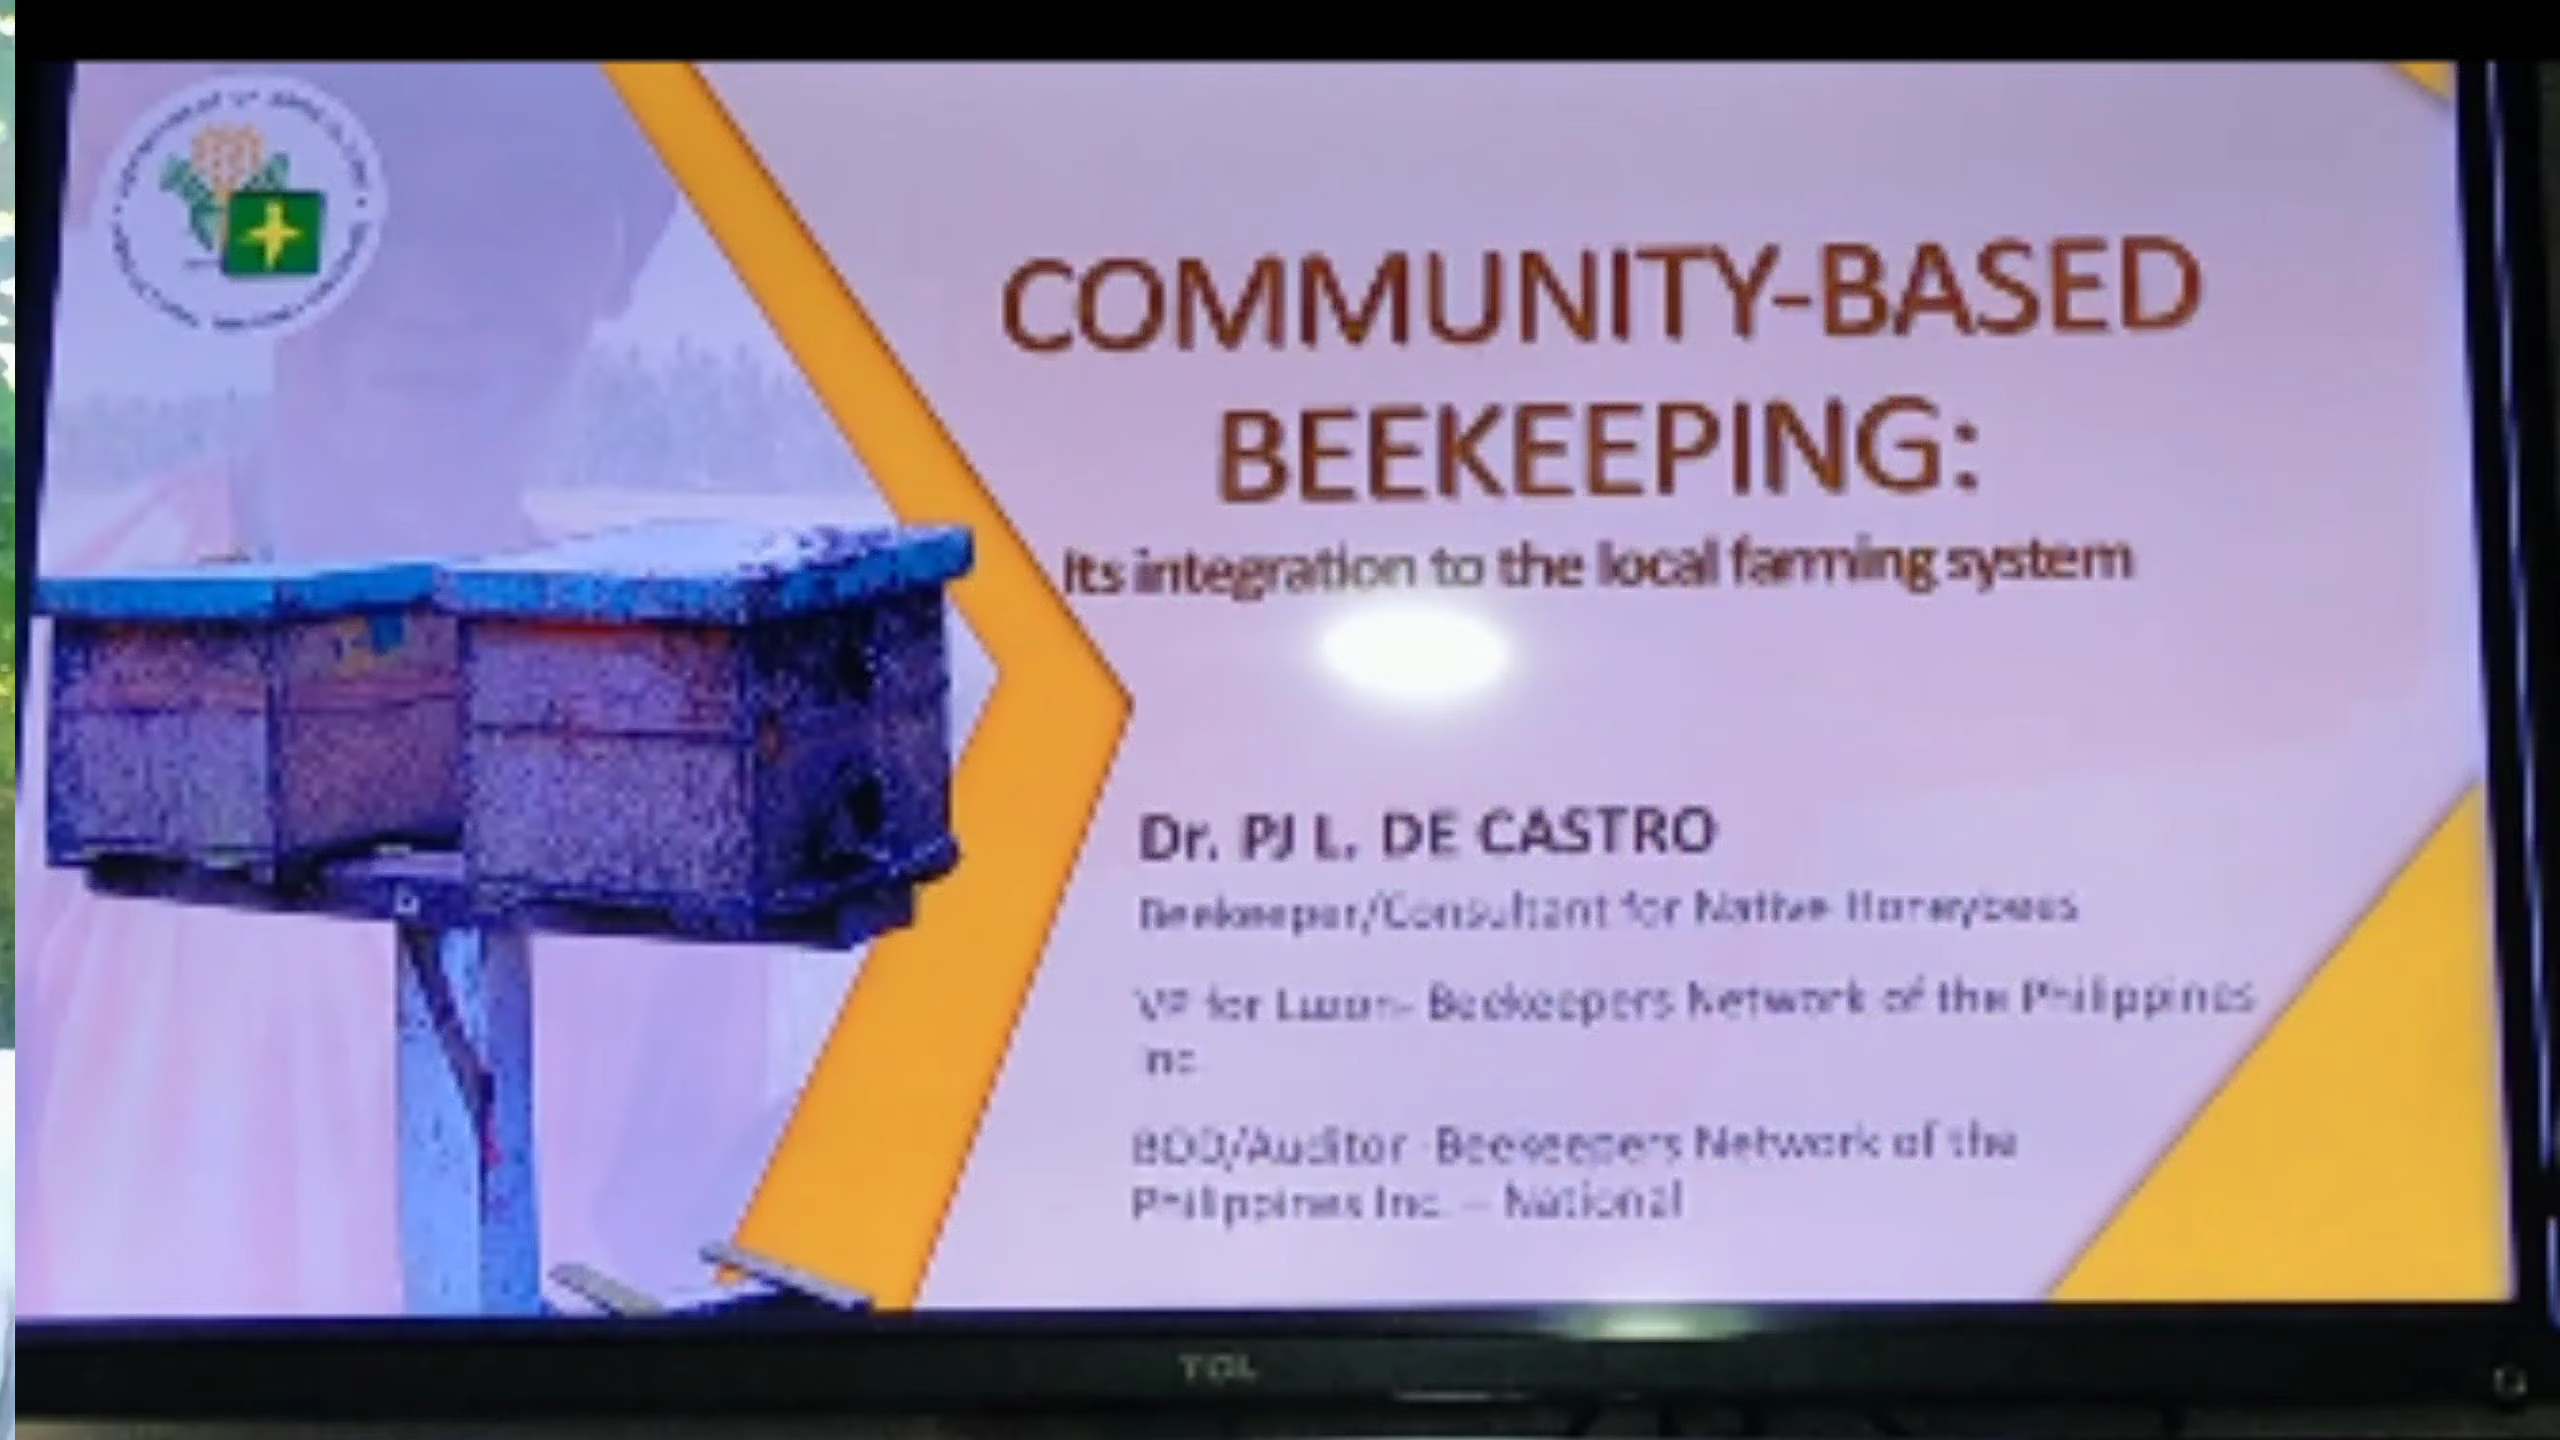 COMMUNITY-BASED
BEEKEEPING:
Its integration to the local farming system
Dr. PJ L. DE CASTRO
Beekeeper/Consultant for Native Honeybees
VP for Luzon- Beekeepers Network of the Philippines
Inc
BOD/Auditor -Beekeepers Network of the
Philippines Inc. – National
TCL